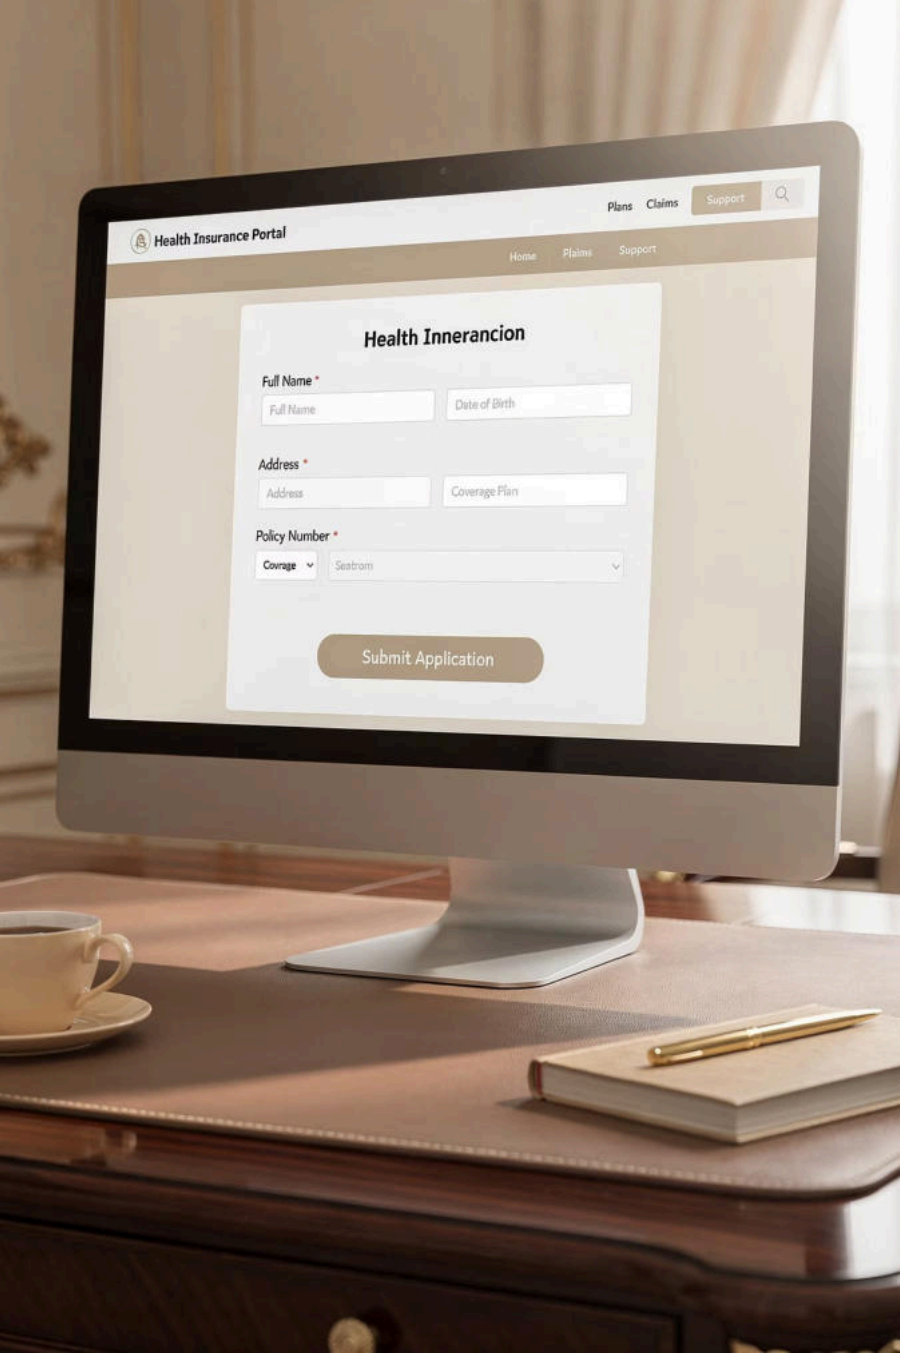 Health Insurance Portal
Plans Claims Support
Home Plaims Support
Health Innerancion
Full Name *
Full Name Date of Birth
Address *
Address Coverage Plan
Policy Number *
Covrage Seatrom
Submit Application